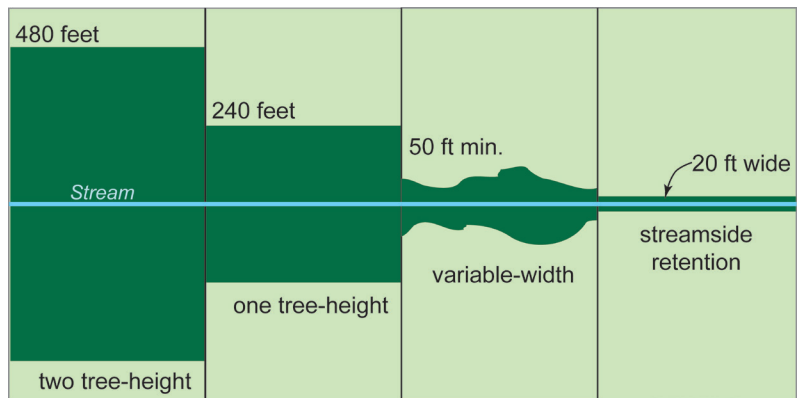 480 feet
Stream
two tree-height
240 feet
one tree-height
50 ft min.
variable-width
20 ft wide
streamside
retention